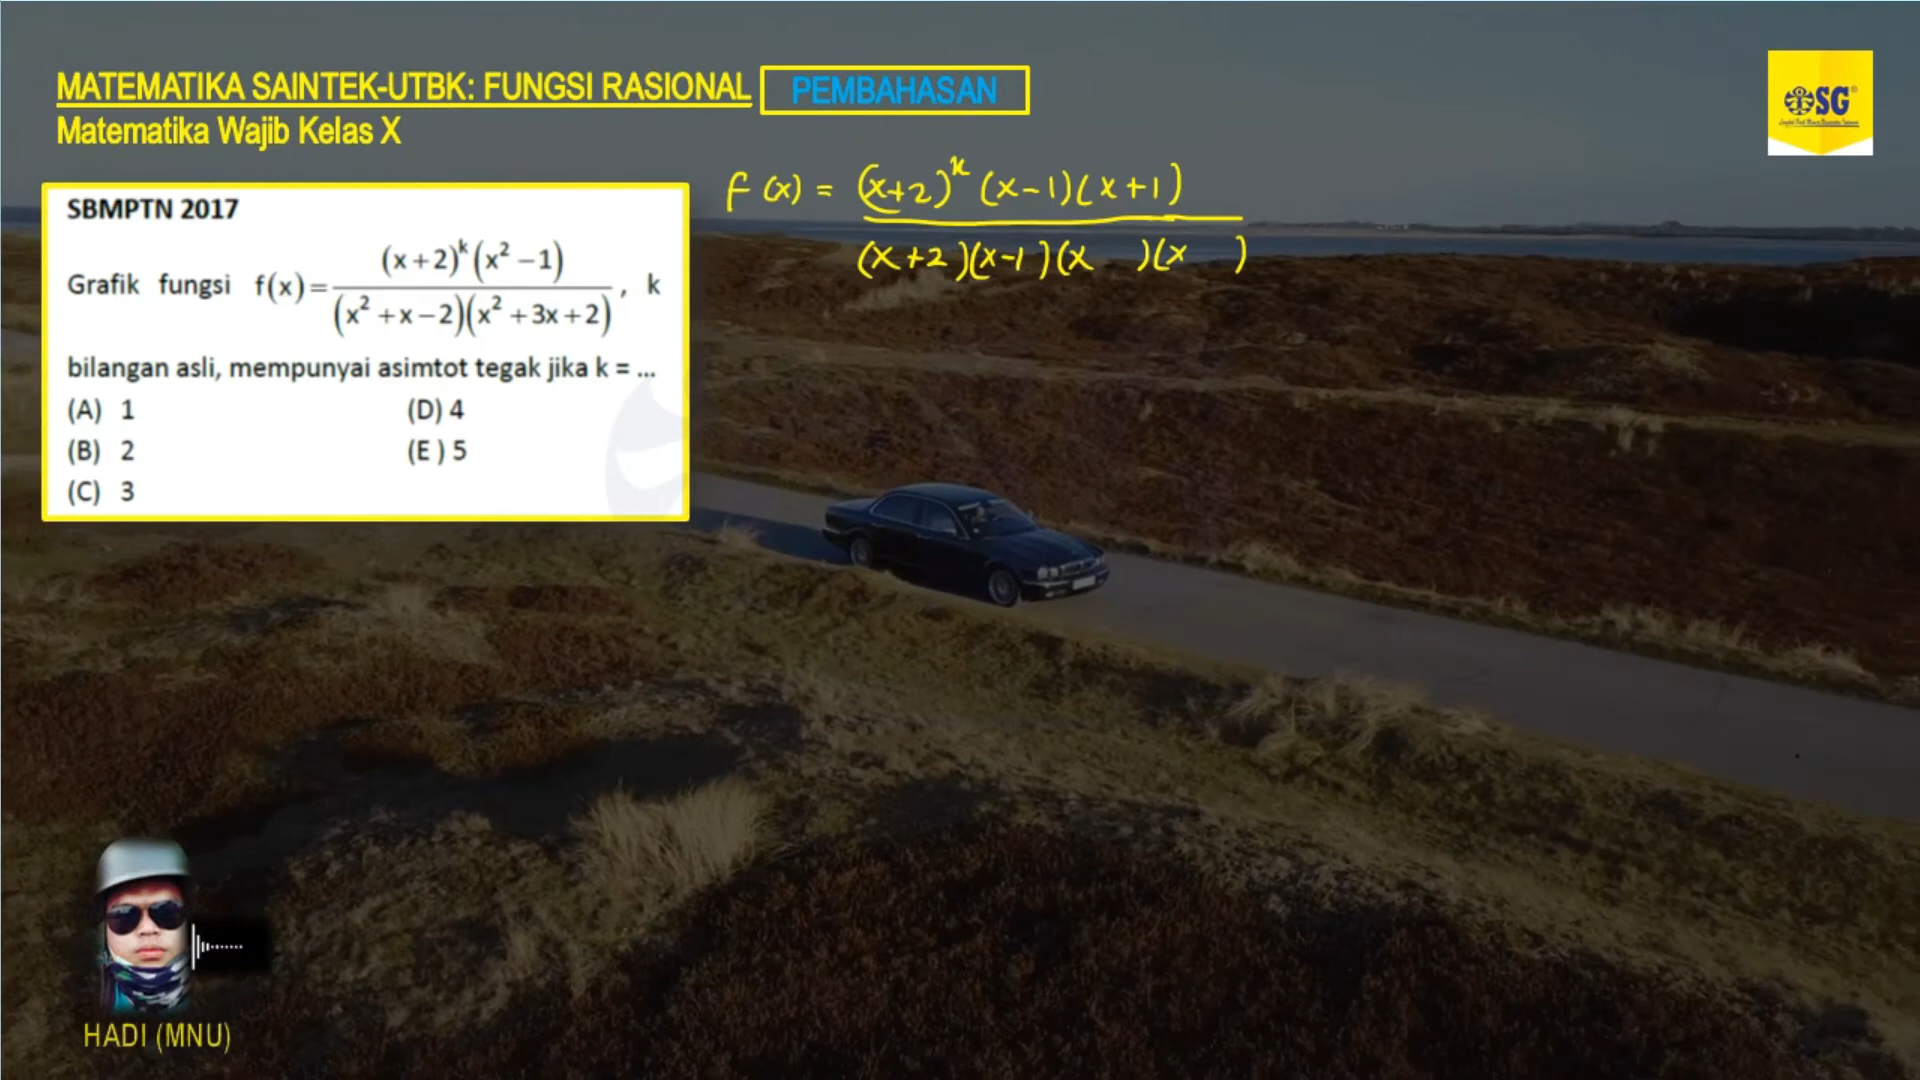 MATEMATIKA SAINTEK-UTBK: FUNGSI RASIONAL PEMBAHASAN
Matematika Wajib Kelas X
SG
SBMPTN 2017
Grafik fungsi f(x) = (x+2)^k (x² −1) / (x² + x − 2)(x² + 3x + 2) , k
bilangan asli, mempunyai asimtot tegak jika k = ...
(A) 1 (D) 4
(B) 2 (E ) 5
(C) 3
f (x) = (x+2)^k (x-1)(x+1)
(x+2)(x-1)(x )(x )
HADI (MNU)